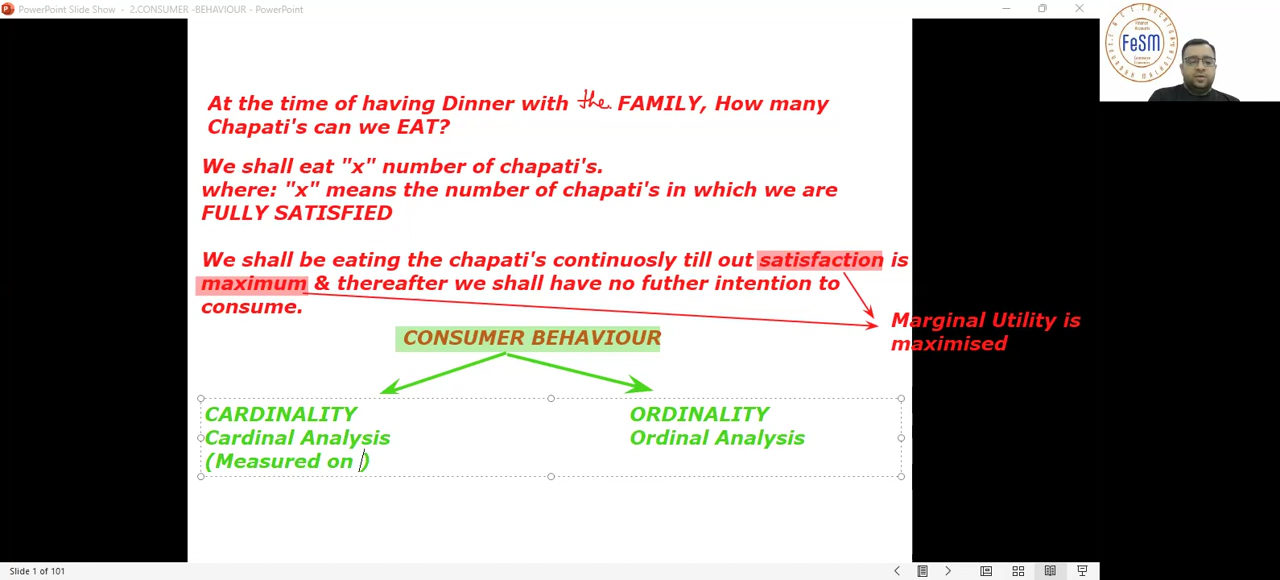 PowerPoint Slide Show - 2.CONSUMER -BEHAVIOUR - PowerPoint
FeSM
At the time of having Dinner with the FAMILY, How many
Chapati's can we EAT?
We shall eat "x" number of chapati's.
where: "x" means the number of chapati's in which we are
FULLY SATISFIED
We shall be eating the chapati's continuosly till out satisfaction is
maximum & thereafter we shall have no futher intention to
consume.
Marginal Utility is
maximised
CONSUMER BEHAVIOUR
CARDINALITY ORDINALITY
Cardinal Analysis Ordinal Analysis
(Measured on )
Slide 1 of 101